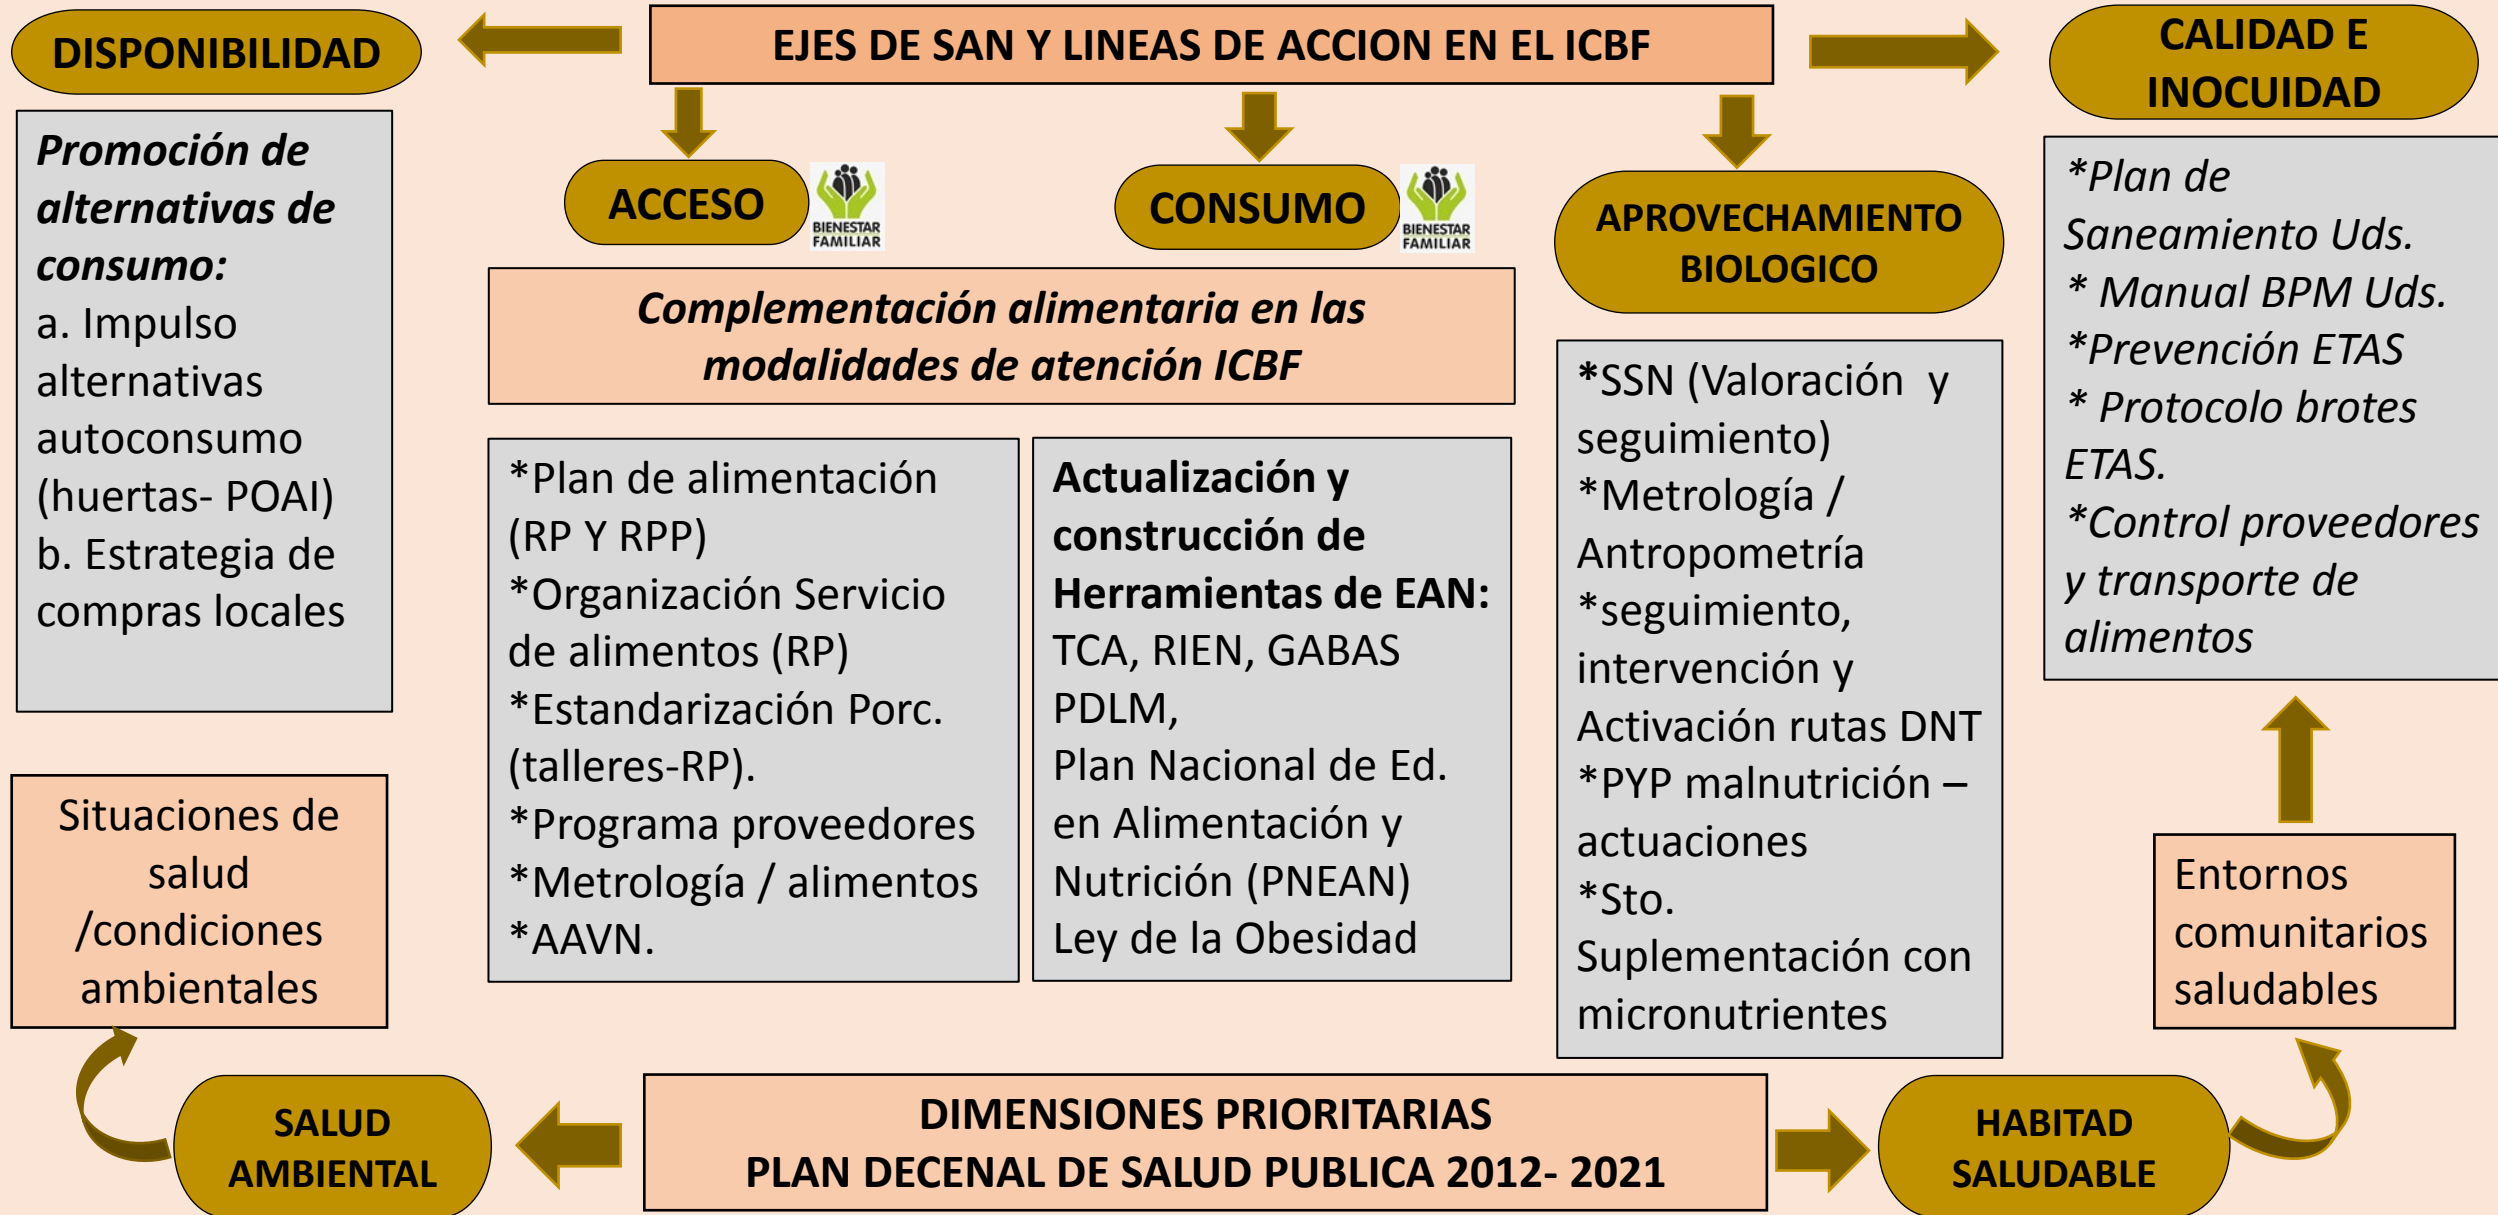 EJES DE SAN Y LINEAS DE ACCION EN EL ICBF
DISPONIBILIDAD
Promoción de
alternativas de
consumo:
a. Impulso
alternativas
autoconsumo
(huertas- POAI)
b. Estrategia de
compras locales
ACCESO
BIENESTAR
FAMILIAR
CONSUMO
BIENESTAR
FAMILIAR
Complementación alimentaria en las
modalidades de atención ICBF
*Plan de alimentación
(RP Y RPP)
*Organización Servicio
de alimentos (RP)
*Estandarización Porc.
(talleres-RP).
*Programa proveedores
*Metrología / alimentos
*AAVN.
Actualización y
construcción de
Herramientas de EAN:
TCA, RIEN, GABAS
PDLM,
Plan Nacional de Ed.
en Alimentación y
Nutrición (PNEAN)
Ley de la Obesidad
APROVECHAMIENTO
BIOLOGICO
*SSN (Valoración y
seguimiento)
*Metrología /
Antropometría
*seguimiento,
intervención y
Activación rutas DNT
*PYP malnutrición –
actuaciones
*Sto.
Suplementación con
micronutrientes
CALIDAD E
INOCUIDAD
*Plan de
Saneamiento Uds.
* Manual BPM Uds.
*Prevención ETAS
* Protocolo brotes
ETAS.
*Control proveedores
y transporte de
alimentos
Situaciones de
salud
/condiciones
ambientales
Entornos
comunitarios
saludables
SALUD
AMBIENTAL
DIMENSIONES PRIORITARIAS
PLAN DECENAL DE SALUD PUBLICA 2012- 2021
HABITAD
SALUDABLE